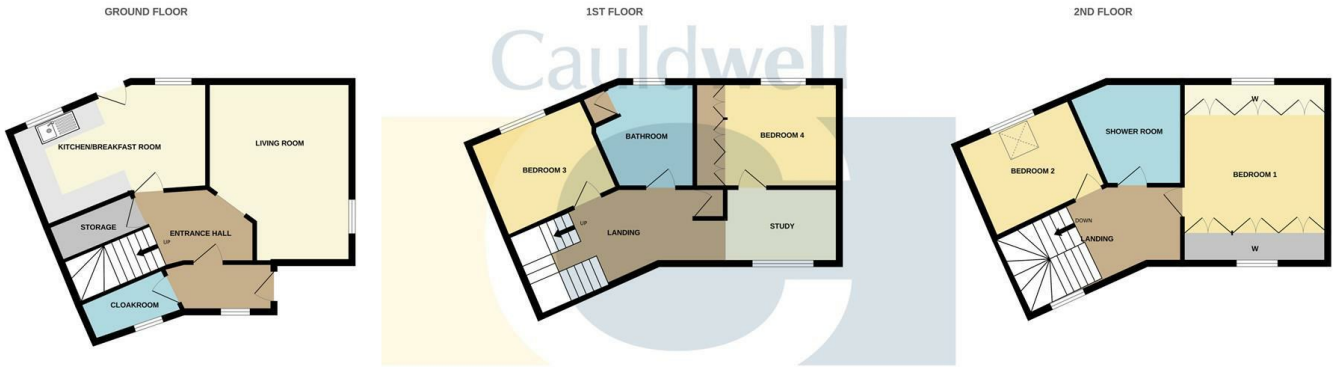 GROUND FLOOR
KITCHEN/BREAKFAST ROOM
LIVING ROOM
STORAGE
ENTRANCE HALL
UP
CLOAKROOM
1ST FLOOR
Cauldwell
BATHROOM
BEDROOM 4
BEDROOM 3
UP
LANDING
STUDY
2ND FLOOR
W
SHOWER ROOM
BEDROOM 2
BEDROOM 1
DOWN
LANDING
W